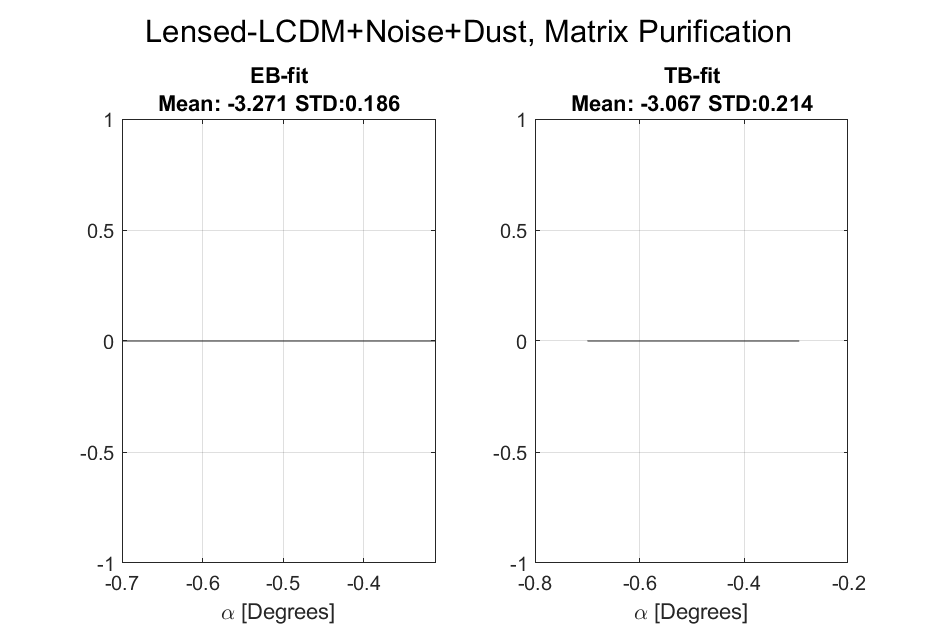 Lensed-LCDM+Noise+Dust, Matrix Purification
EB-fit
Mean: -3.271 STD:0.186
1
0.5
0
-0.5
-1
-0.7 -0.6 -0.5 -0.4
α [Degrees]
TB-fit
Mean: -3.067 STD:0.214
1
0.5
0
-0.5
-1
-0.8 -0.6 -0.4 -0.2
α [Degrees]